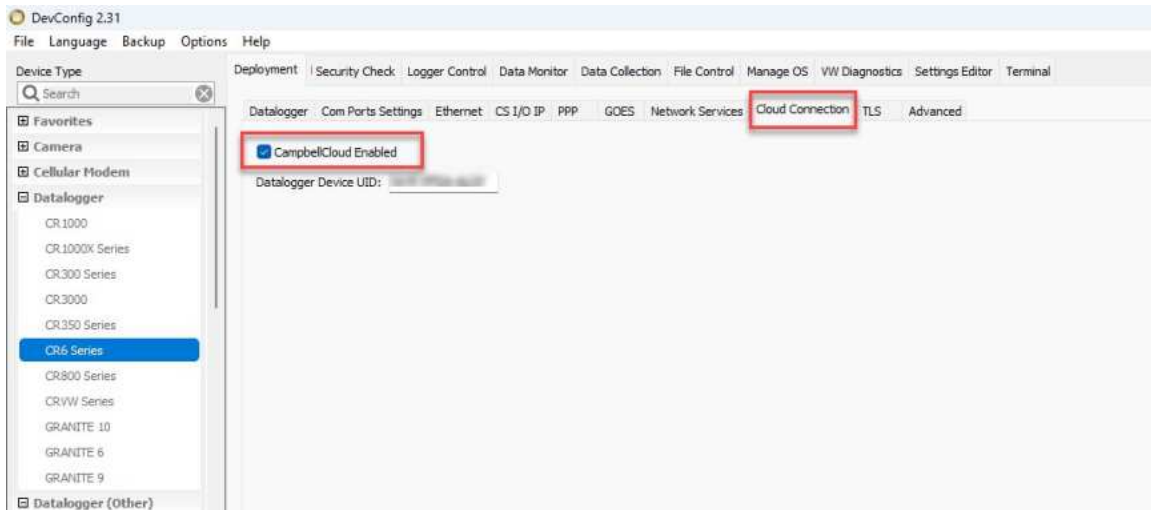 DevConfig 2.31
File Language Backup Options Help
Device Type
Search
Favorites
Camera
Cellular Modem
Datalogger
CR1000
CR1000X Series
CR300 Series
CR3000
CR350 Series
CR6 Series
CR800 Series
CRVW Series
GRANITE 10
GRANITE 6
GRANITE 9
Datalogger (Other)
Deployment Security Check Logger Control Data Monitor Data Collection File Control Manage OS VW Diagnostics Settings Editor Terminal
Datalogger Com Ports Settings Ethernet CS I/O IP PPP GOES Network Services Cloud Connection TLS Advanced
CampbellCloud Enabled
Datalogger Device UID: